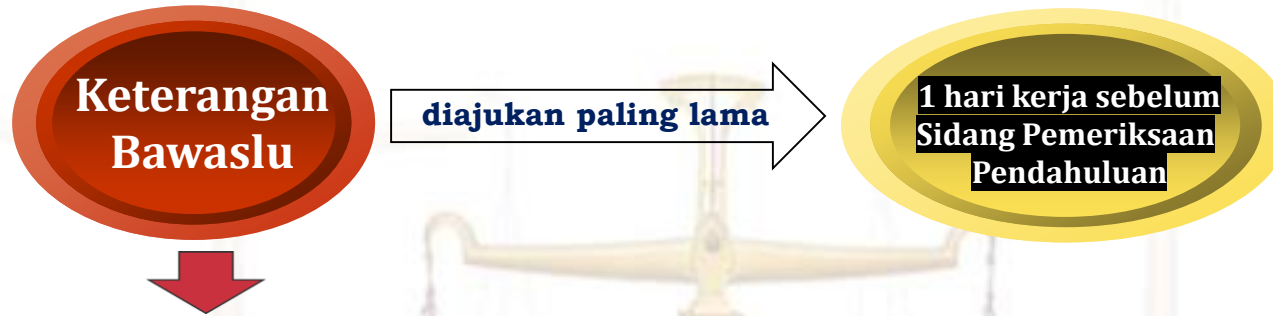 Keterangan
Bawaslu
diajukan paling lama
1 hari kerja sebelum
Sidang Pemeriksaan
Pendahuluan